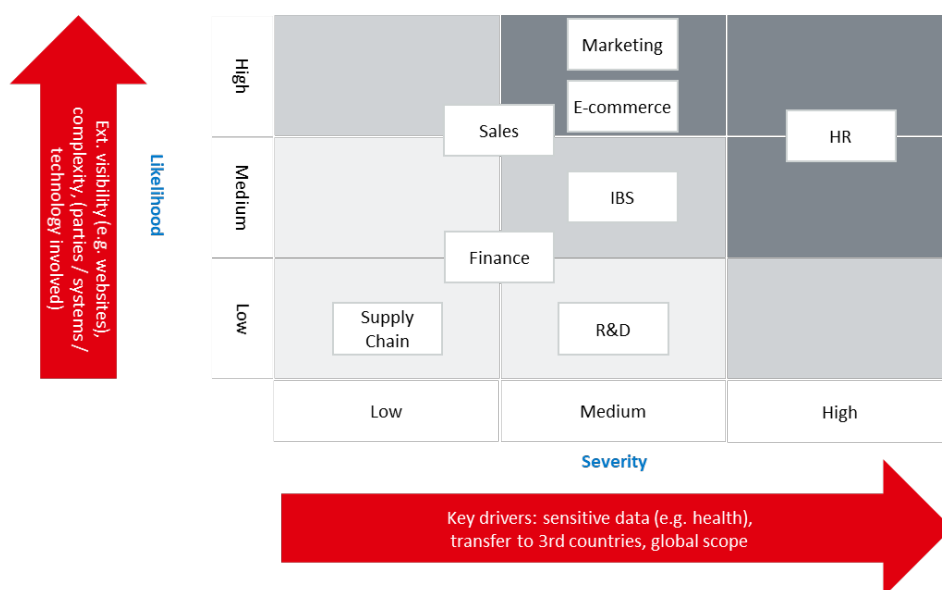 Ext. visibility (e.g. websites),
complexity, (parties / systems /
technology involved)
Likelihood
High
Medium
Low
Marketing
E-commerce
Sales
HR
IBS
Finance
Supply
Chain
R&D
Low
Medium
High
Severity
Key drivers: sensitive data (e.g. health),
transfer to 3rd countries, global scope